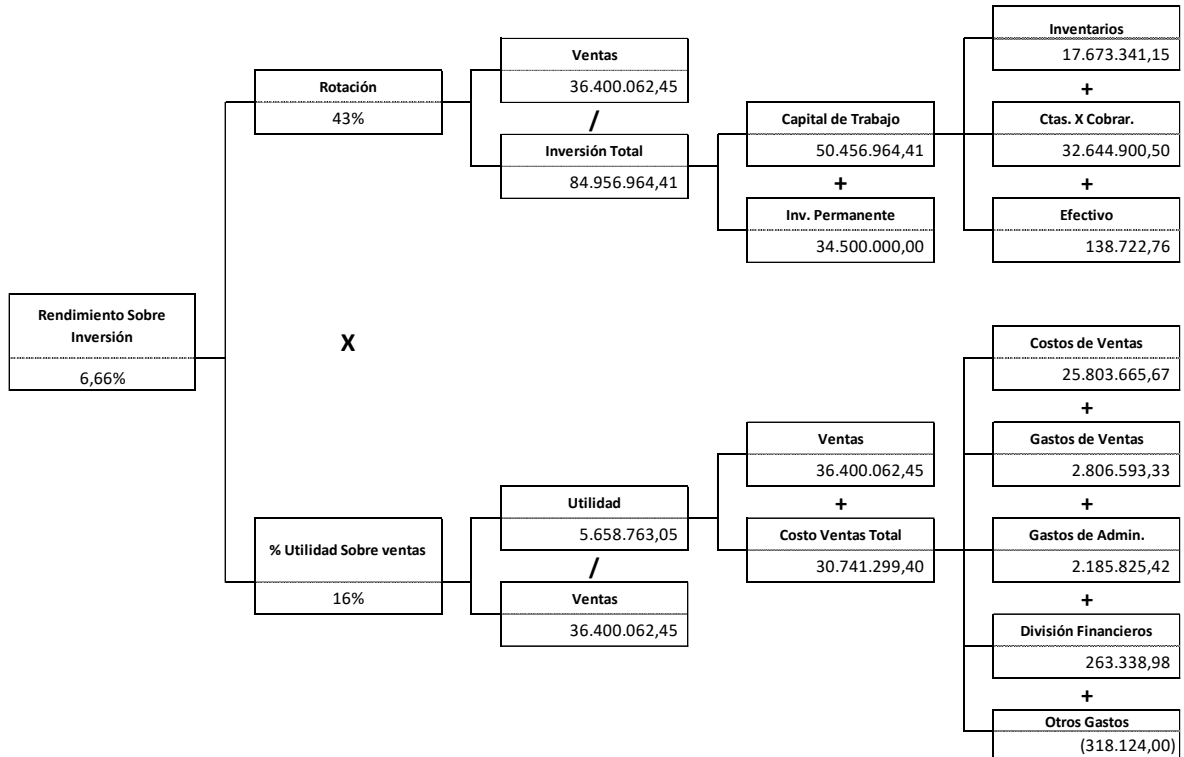 Inventarios
17.673.341,15
+
Ventas
36.400.062,45
Rotación
43%
/
Capital de Trabajo
50.456.964,41
Ctas. X Cobrar.
32.644.900,50
Inversión Total
84.956.964,41
+
+
Inv. Permanente
34.500.000,00
Efectivo
138.722,76
Rendimiento Sobre
Inversión
6,66%
X
Costos de Ventas
25.803.665,67
+
Ventas
36.400.062,45
Gastos de Ventas
2.806.593,33
Utilidad
5.658.763,05
+
+
% Utilidad Sobre ventas
16%
Costo Ventas Total
30.741.299,40
Gastos de Admin.
2.185.825,42
/
Ventas
36.400.062,45
+
División Financieros
263.338,98
+
Otros Gastos
(318.124,00)